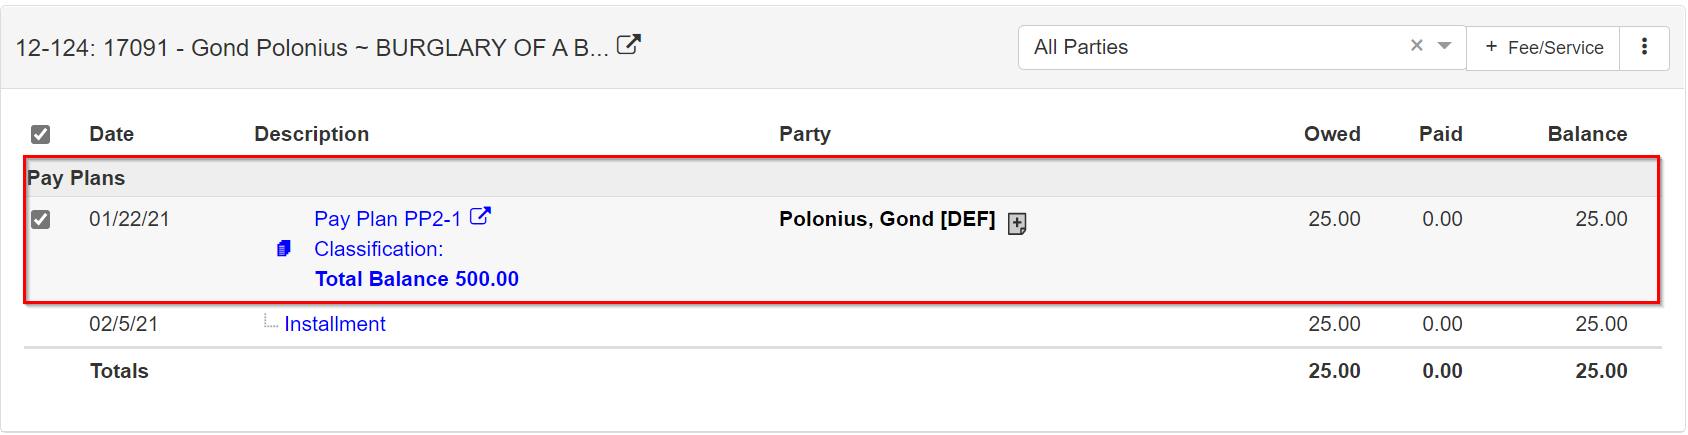 12-124: 17091 - Gond Polonius ~ BURGLARY OF A B...
All Parties × + Fee/Service
Date Description Party Owed Paid Balance
Pay Plans
01/22/21 Pay Plan PP2-1 Polonius, Gond [DEF] 25.00 0.00 25.00
Classification:
Total Balance 500.00
02/5/21 Installment 25.00 0.00 25.00
Totals 25.00 0.00 25.00